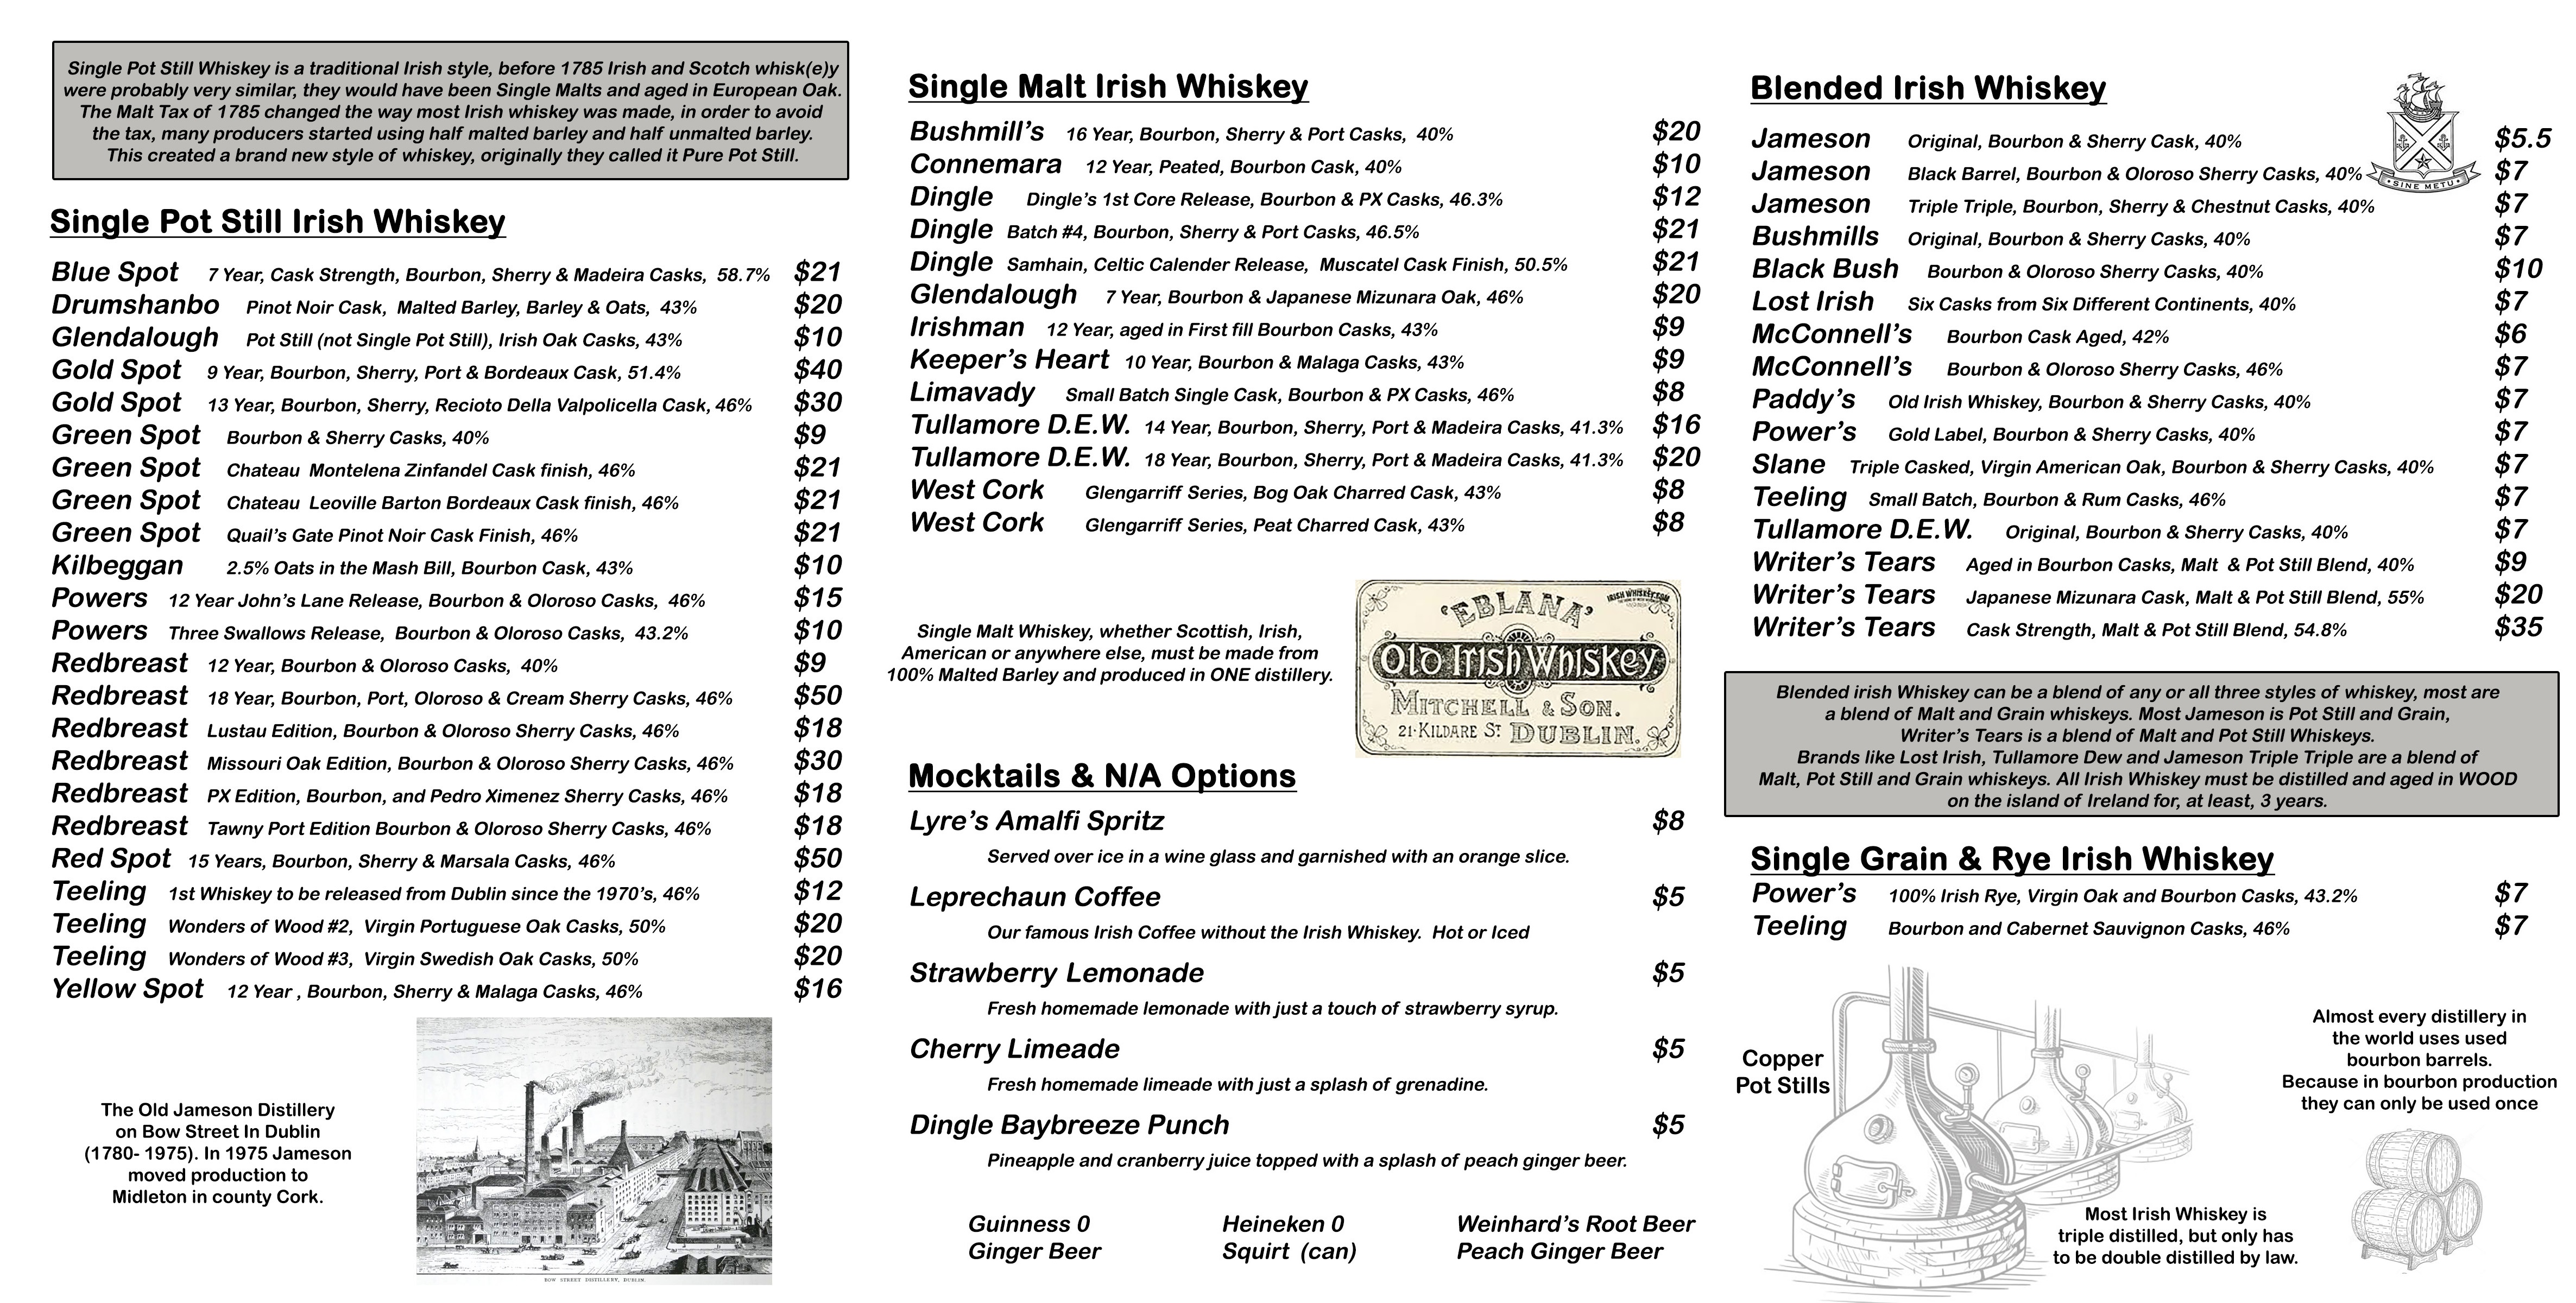 Single Pot Still Whiskey is a traditional Irish style, before 1785 Irish and Scotch whisk(e)y
were probably very similar, they would have been Single Malts and aged in European Oak.
The Malt Tax of 1785 changed the way most Irish whiskey was made, in order to avoid
the tax, many producers started using half malted barley and half unmalted barley.
This created a brand new style of whiskey, originally they called it Pure Pot Still.
Single Pot Still Irish Whiskey
Blue Spot 7 Year, Cask Strength, Bourbon, Sherry & Madeira Casks, 58.7% $21
Drumshanbo Pinot Noir Cask, Malted Barley, Barley & Oats, 43% $20
Glendalough Pot Still (not Single Pot Still), Irish Oak Casks, 43% $10
Gold Spot 9 Year, Bourbon, Sherry, Port & Bordeaux Cask, 51.4% $40
Gold Spot 13 Year, Bourbon, Sherry, Recioto Della Valpolicella Cask, 46% $30
Green Spot Bourbon & Sherry Casks, 40% $9
Green Spot Chateau Montelena Zinfandel Cask finish, 46% $21
Green Spot Chateau Leoville Barton Bordeaux Cask finish, 46% $21
Green Spot Quail's Gate Pinot Noir Cask Finish, 46% $21
Kilbeggan 2.5% Oats in the Mash Bill, Bourbon Cask, 43% $10
Powers 12 Year John's Lane Release, Bourbon & Oloroso Casks, 46% $15
Powers Three Swallows Release, Bourbon & Oloroso Casks, 43.2% $10
Redbreast 12 Year, Bourbon & Oloroso Casks, 40% $9
Redbreast 18 Year, Bourbon, Port, Oloroso & Cream Sherry Casks, 46% $50
Redbreast Lustau Edition, Bourbon & Oloroso Sherry Casks, 46% $18
Redbreast Missouri Oak Edition, Bourbon & Oloroso Sherry Casks, 46% $30
Redbreast PX Edition, Bourbon, and Pedro Ximenez Sherry Casks, 46% $18
Redbreast Tawny Port Edition Bourbon & Oloroso Sherry Casks, 46% $18
Red Spot 15 Years, Bourbon, Sherry & Marsala Casks, 46% $50
Teeling 1st Whiskey to be released from Dublin since the 1970's, 46% $12
Teeling Wonders of Wood #2, Virgin Portuguese Oak Casks, 50% $20
Teeling Wonders of Wood #3, Virgin Swedish Oak Casks, 50% $20
Yellow Spot 12 Year , Bourbon, Sherry & Malaga Casks, 46% $16
The Old Jameson Distillery
on Bow Street In Dublin
(1780- 1975). In 1975 Jameson
moved production to
Midleton in county Cork.
BOW STREET DISTILLERY, DUBLIN.
Single Malt Irish Whiskey
Bushmill's 16 Year, Bourbon, Sherry & Port Casks, 40% $20
Connemara 12 Year, Peated, Bourbon Cask, 40% $10
Dingle Dingle's 1st Core Release, Bourbon & PX Casks, 46.3% $12
Dingle Batch #4, Bourbon, Sherry & Port Casks, 46.5% $21
Dingle Samhain, Celtic Calender Release, Muscatel Cask Finish, 50.5% $21
Glendalough 7 Year, Bourbon & Japanese Mizunara Oak, 46% $20
Irishman 12 Year, aged in First fill Bourbon Casks, 43% $9
Keeper's Heart 10 Year, Bourbon & Malaga Casks, 43% $9
Limavady Small Batch Single Cask, Bourbon & PX Casks, 46% $8
Tullamore D.E.W. 14 Year, Bourbon, Sherry, Port & Madeira Casks, 41.3% $16
Tullamore D.E.W. 18 Year, Bourbon, Sherry, Port & Madeira Casks, 41.3% $20
West Cork Glengarriff Series, Bog Oak Charred Cask, 43% $8
West Cork Glengarriff Series, Peat Charred Cask, 43% $8
Single Malt Whiskey, whether Scottish, Irish,
American or anywhere else, must be made from
100% Malted Barley and produced in ONE distillery.
IRISH WHISKEY.COM
'EBLANA'
Old Irish Whiskey
MITCHELL & SON.
21·KILDARE ST DUBLIN.
Mocktails & N/A Options
Lyre's Amalfi Spritz $8
Served over ice in a wine glass and garnished with an orange slice.
Leprechaun Coffee $5
Our famous Irish Coffee without the Irish Whiskey. Hot or Iced
Strawberry Lemonade $5
Fresh homemade lemonade with just a touch of strawberry syrup.
Cherry Limeade $5
Fresh homemade limeade with just a splash of grenadine.
Dingle Baybreeze Punch $5
Pineapple and cranberry juice topped with a splash of peach ginger beer.
Guinness 0 Heineken 0 Weinhard's Root Beer
Ginger Beer Squirt (can) Peach Ginger Beer
Blended Irish Whiskey
SINE METU
Jameson Original, Bourbon & Sherry Cask, 40% $5.5
Jameson Black Barrel, Bourbon & Oloroso Sherry Casks, 40% $7
Jameson Triple Triple, Bourbon, Sherry & Chestnut Casks, 40% $7
Bushmills Original, Bourbon & Sherry Casks, 40% $7
Black Bush Bourbon & Oloroso Sherry Casks, 40% $10
Lost Irish Six Casks from Six Different Continents, 40% $7
McConnell's Bourbon Cask Aged, 42% $6
McConnell's Bourbon & Oloroso Sherry Casks, 46% $7
Paddy's Old Irish Whiskey, Bourbon & Sherry Casks, 40% $7
Power's Gold Label, Bourbon & Sherry Casks, 40% $7
Slane Triple Casked, Virgin American Oak, Bourbon & Sherry Casks, 40% $7
Teeling Small Batch, Bourbon & Rum Casks, 46% $7
Tullamore D.E.W. Original, Bourbon & Sherry Casks, 40% $7
Writer's Tears Aged in Bourbon Casks, Malt & Pot Still Blend, 40% $9
Writer's Tears Japanese Mizunara Cask, Malt & Pot Still Blend, 55% $20
Writer's Tears Cask Strength, Malt & Pot Still Blend, 54.8% $35
Blended irish Whiskey can be a blend of any or all three styles of whiskey, most are
a blend of Malt and Grain whiskeys. Most Jameson is Pot Still and Grain,
Writer's Tears is a blend of Malt and Pot Still Whiskeys.
Brands like Lost Irish, Tullamore Dew and Jameson Triple Triple are a blend of
Malt, Pot Still and Grain whiskeys. All Irish Whiskey must be distilled and aged in WOOD
on the island of Ireland for, at least, 3 years.
Single Grain & Rye Irish Whiskey
Power's 100% Irish Rye, Virgin Oak and Bourbon Casks, 43.2% $7
Teeling Bourbon and Cabernet Sauvignon Casks, 46% $7
Copper
Pot Stills
Almost every distillery in
the world uses used
bourbon barrels.
Because in bourbon production
they can only be used once
Most Irish Whiskey is
triple distilled, but only has
to be double distilled by law.